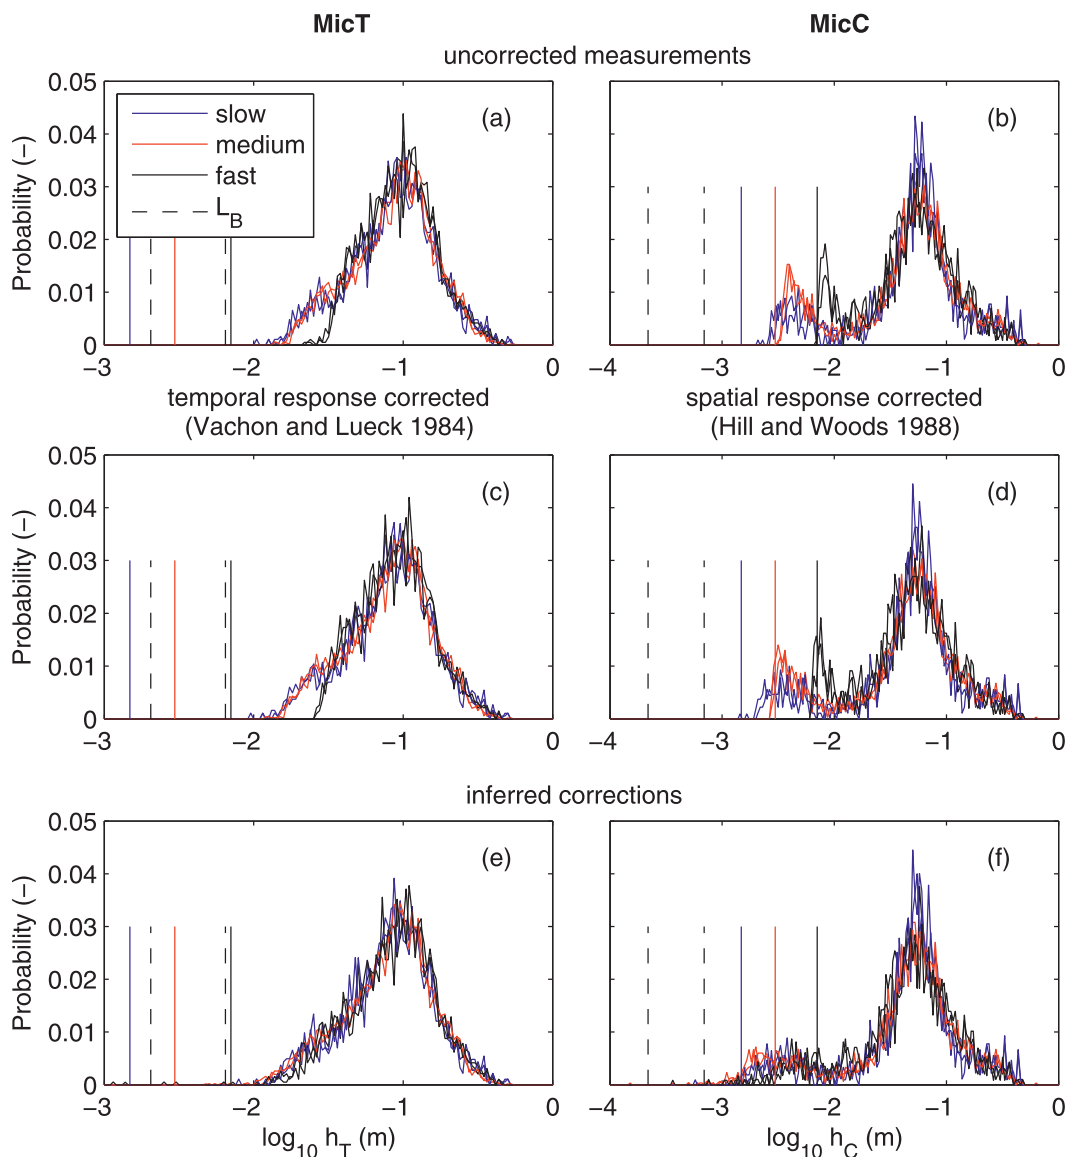 MicT
MicC
uncorrected measurements
0.05
0.04
0.03
0.02
0.01
0
Probability (−)
slow
medium
fast
L_B
(a)
(b)
−3
−2
−1
0
−4
−3
−2
−1
0
temporal response corrected
(Vachon and Lueck 1984)
spatial response corrected
(Hill and Woods 1988)
0.05
0.04
0.03
0.02
0.01
0
Probability (−)
(c)
(d)
−3
−2
−1
0
−4
−3
−2
−1
0
inferred corrections
0.05
0.04
0.03
0.02
0.01
0
Probability (−)
(e)
(f)
−3
−2
−1
0
−4
−3
−2
−1
0
log10 h_T (m)
log10 h_C (m)